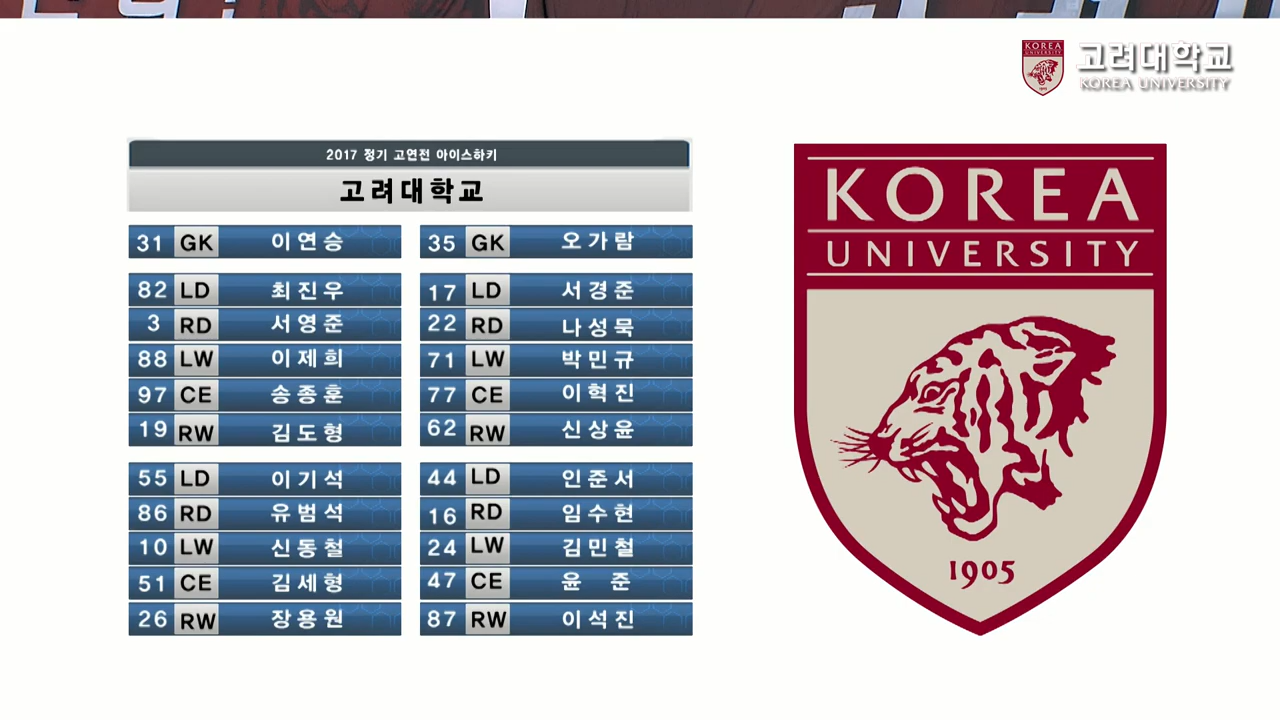 KOREA
UNIVERSITY
1905
고려대학교
KOREA UNIVERSITY
2017 정기 고연전 아이스하키
고려대학교
31 GK 이연승
35 GK 오가람
82 LD 최진우
17 LD 서경준
3 RD 서영준
22 RD 나성묵
88 LW 이제희
71 LW 박민규
97 CE 송종훈
77 CE 이혁진
19 RW 김도형
62 RW 신상윤
55 LD 이기석
44 LD 인준서
86 RD 유범석
16 RD 임수현
10 LW 신동철
24 LW 김민철
51 CE 김세형
47 CE 윤 준
26 RW 장용원
87 RW 이석진
KOREA
UNIVERSITY
1905